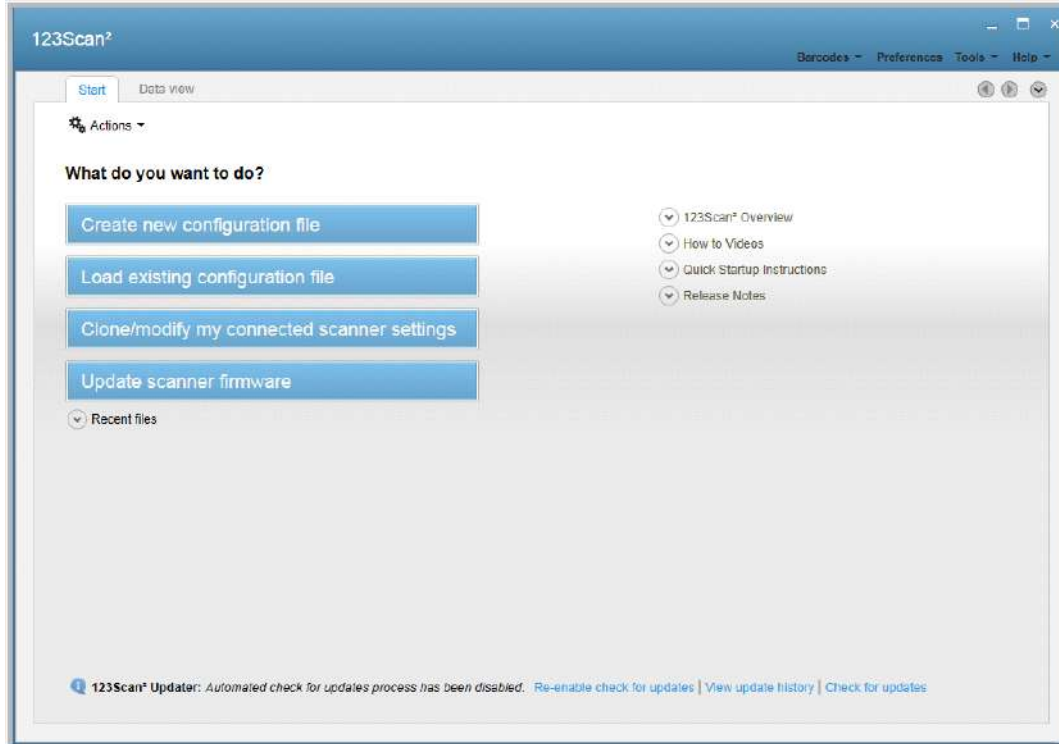 123Scan²
Barcodes Preferences Tools Help
Start Data view
Actions
What do you want to do?
Create new configuration file
Load existing configuration file
Clone/modify my connected scanner settings
Update scanner firmware
Recent files
123Scan² Overview
How to Videos
Quick Startup Instructions
Release Notes
123Scan² Updater: Automated check for updates process has been disabled. Re-enable check for updates | View update history | Check for updates